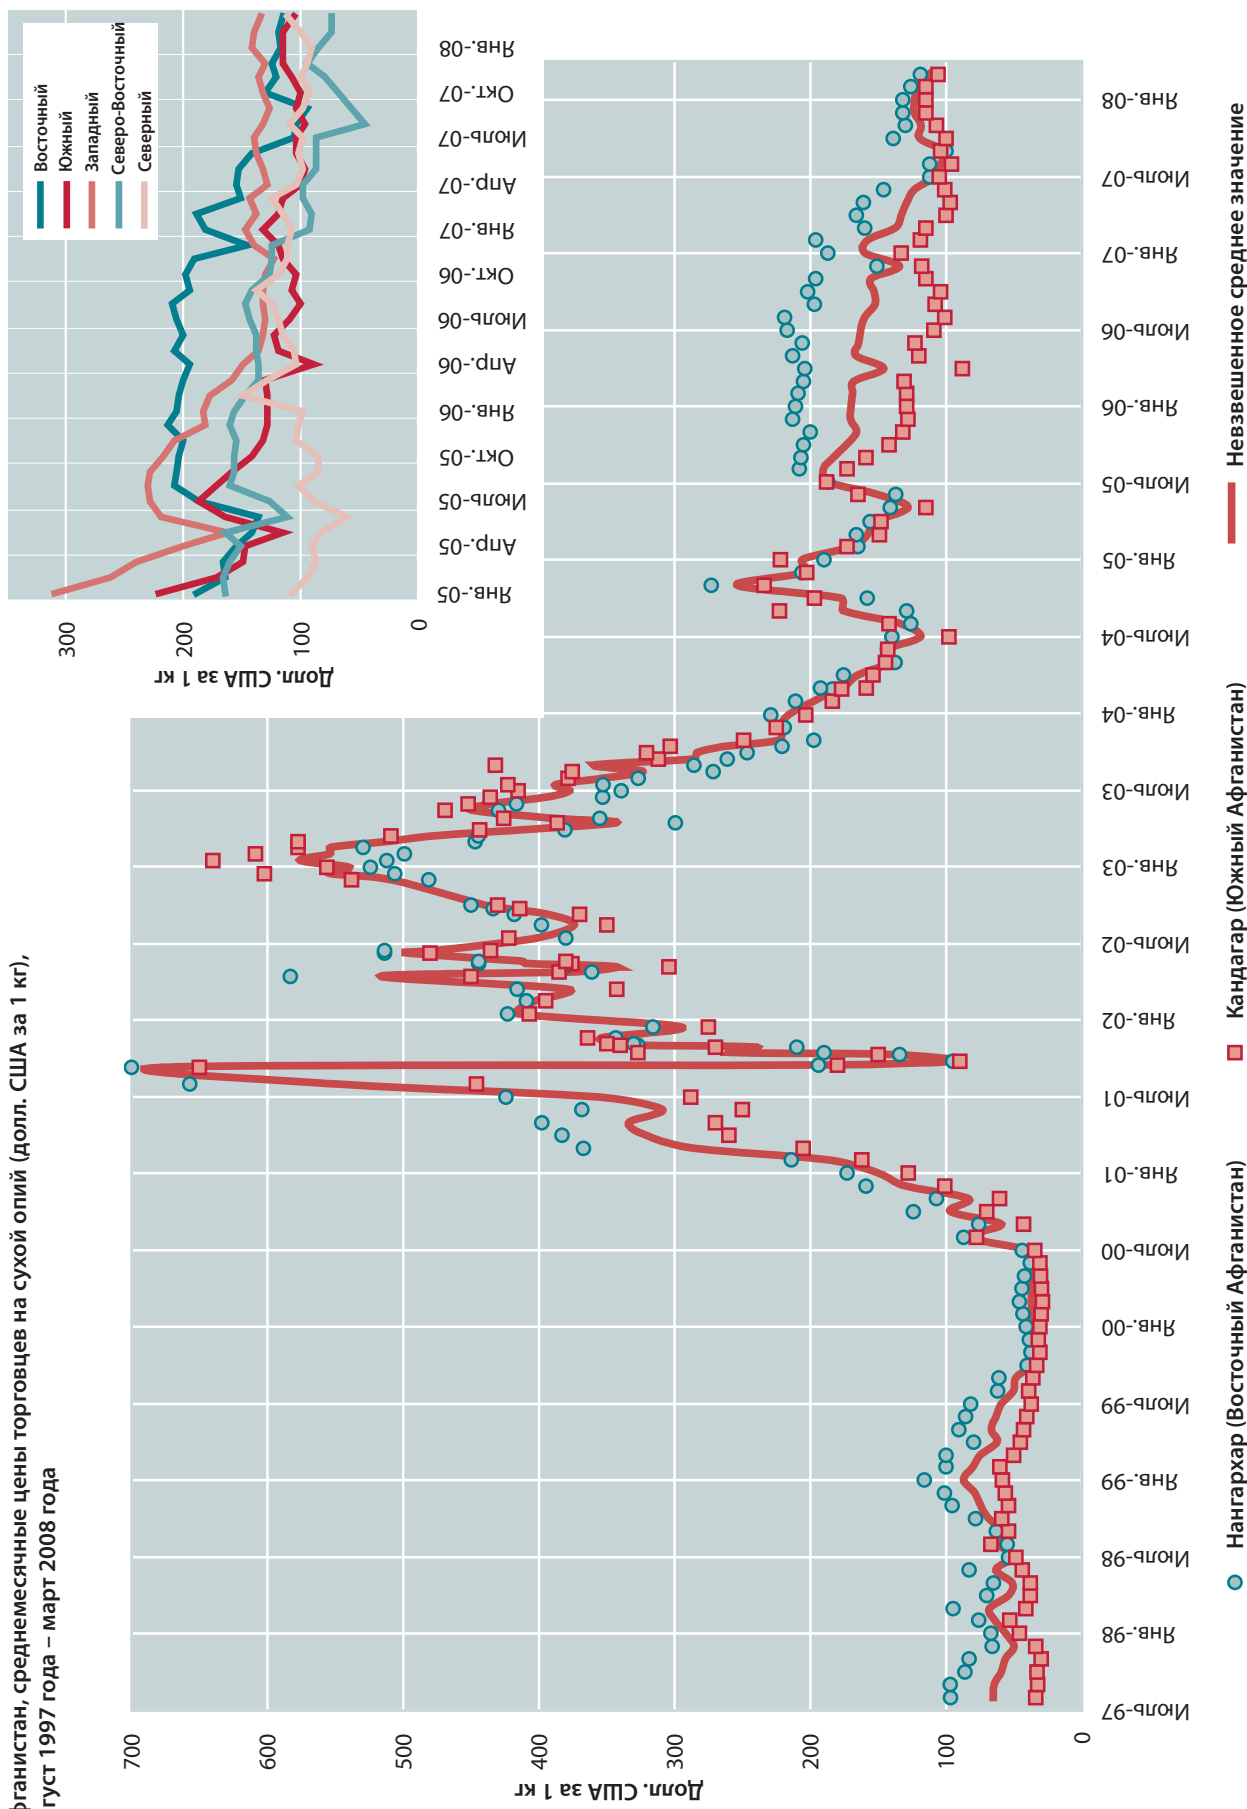 фганистан, среднемесячные цены торговцев на сухой опий (долл. США за 1 кг),
густ 1997 года – март 2008 года
700
600
500
400
300
200
100
0
Долл. США за 1 кг
Июль-97
Янв.-98
Июль-98
Янв.-99
Июль-99
Янв.-00
Июль-00
Янв.-01
Июль-01
Янв.-02
Июль-02
Янв.-03
Июль-03
Янв.-04
Июль-04
Янв.-05
Июль-05
Янв.-06
Июль-06
Янв.-07
Июль-07
Янв.-08
300
200
100
0
Долл. США за 1 кг
Янв.-05
Апр.-05
Июль-05
Окт.-05
Янв.-06
Апр.-06
Июль-06
Окт.-06
Янв.-07
Апр.-07
Июль-07
Окт.-07
Янв.-08
Восточный
Южный
Западный
Северо-Восточный
Северный
Нангархар (Восточный Афганистан)
Кандагар (Южный Афганистан)
Невзвешенное среднее значение